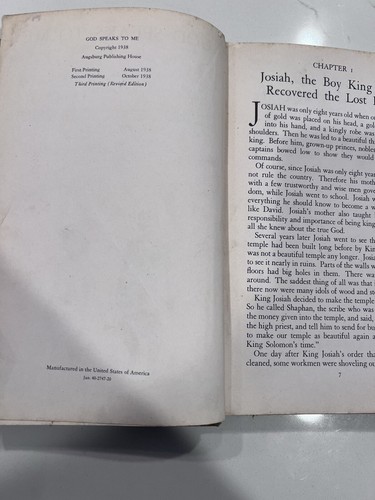 GOD SPEAKS TO ME
Copyright 1938
Augsburg Publishing House
First Printing August 1938
Second Printing October 1938
Third Printing (Revised Edition)
Manufactured in the United States of America
CHAPTER 1
Josiah, the Boy King
Recovered the Lost
JOSIAH was only eight years old when
of gold was placed on his head, a gold
into his hand, and a kingly robe was
shoulders. Then he was led to a beautiful
king. Before him, grown-up princes, nobles
captains bowed low to show they would
commands.
Of course, since Josiah was only eight years
not rule the country. Therefore his mother
with a few trustworthy and wise men
dom, while Josiah went to school. Josiah
everything he should know to become a
like David. Josiah's mother also taught
responsibility and importance of being king
all she knew about the true God.
Several years later Josiah went to see the
temple had been built long before by King
was not a beautiful temple any longer. Josiah
to see it nearly in ruins. Parts of the walls
floors had big holes in them. There was
around. The saddest thing of all was that
there now were many idols of wood and
King Josiah decided to make the temple
So he called Shaphan, the scribe who was
the money given into the temple, and said,
the high priest, and tell him to send for
to make our temple as beautiful again
King Solomon's time."
One day after King Josiah's order that
cleaned, some workmen were shoveling
7